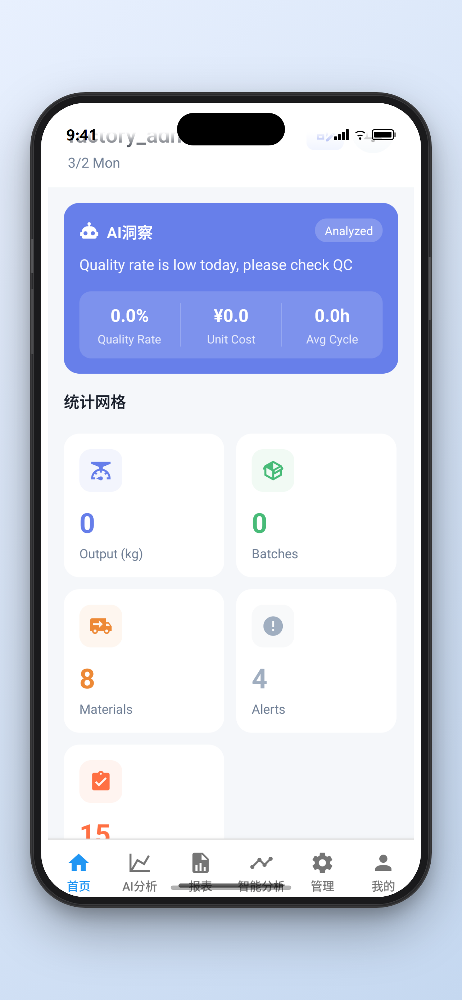 9:41
3/2 Mon
AI洞察
Analyzed
Quality rate is low today, please check QC
0.0%
¥0.0
0.0h
Quality Rate
Unit Cost
Avg Cycle
统计网格
0
0
Output (kg)
Batches
8
4
Materials
Alerts
15
首页
AI分析
报表
智能分析
管理
我的